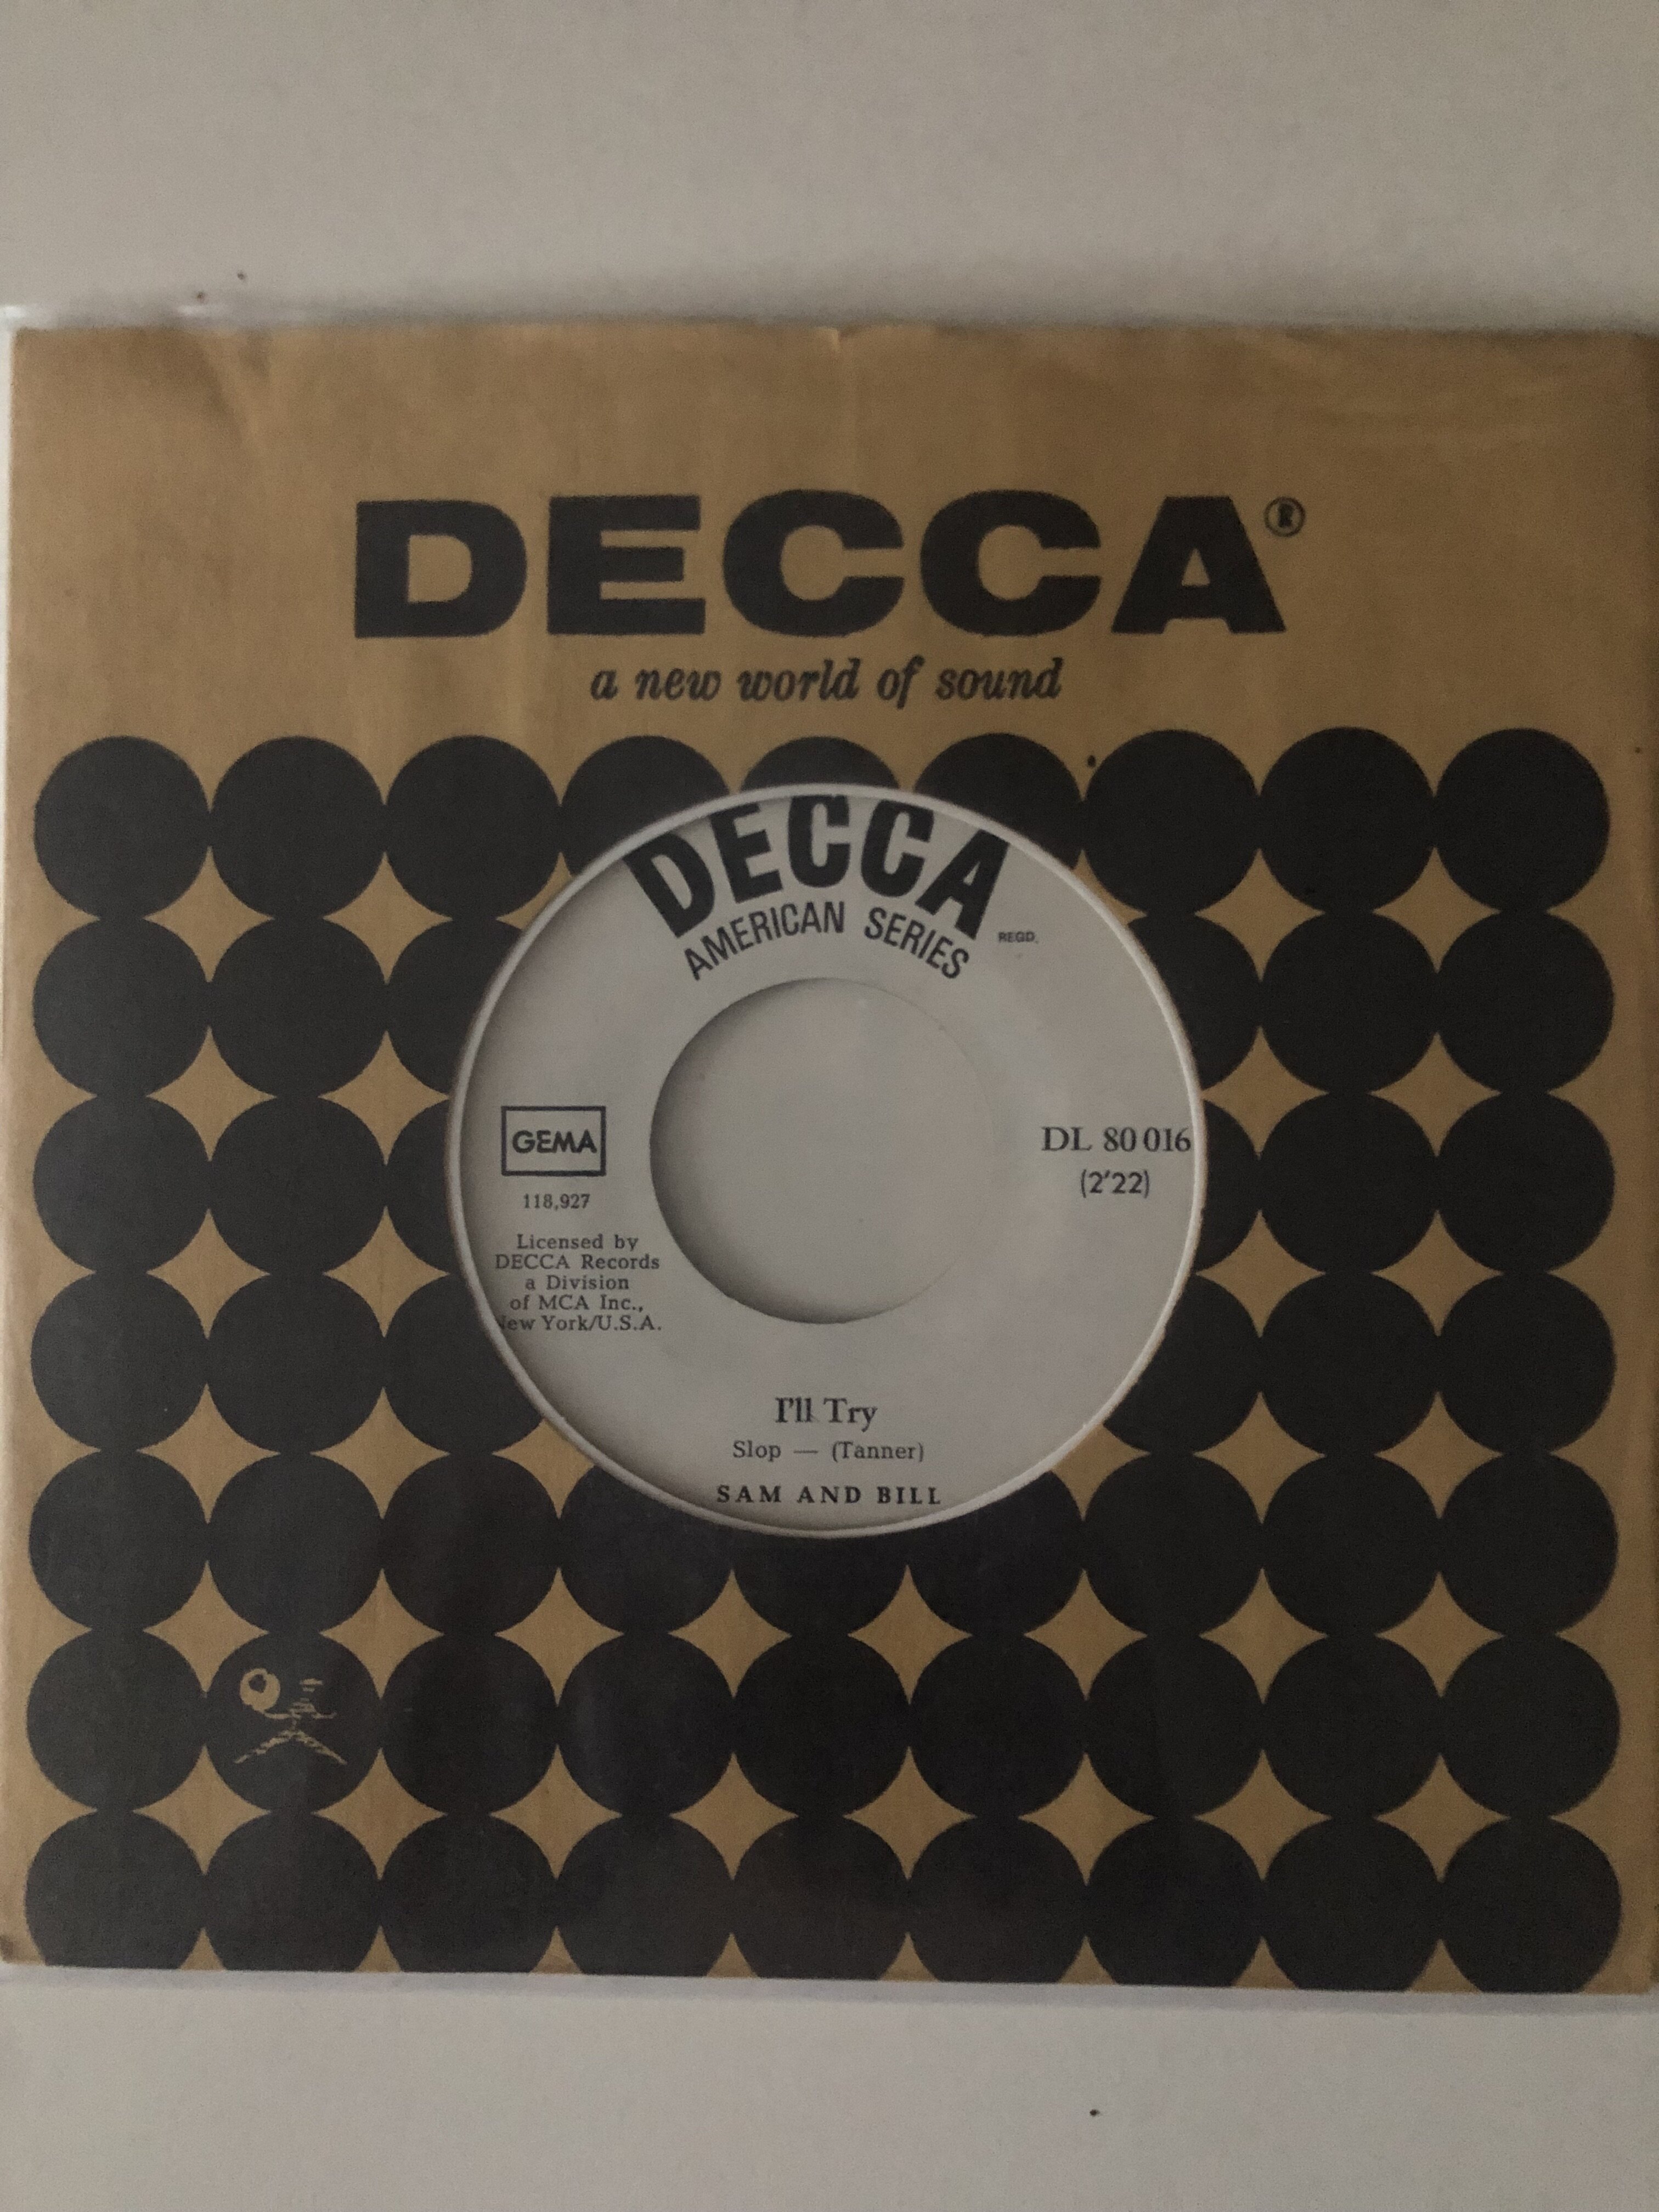 DECCA®
a new world of sound
DECCA
AMERICAN SERIES
REGD.
GEMA
118,927
DL 80 016
(2'22)
Licensed by
DECCA Records
a Division
of MCA Inc.,
New York/U.S.A.
I'll Try
Slop — (Tanner)
SAM AND BILL